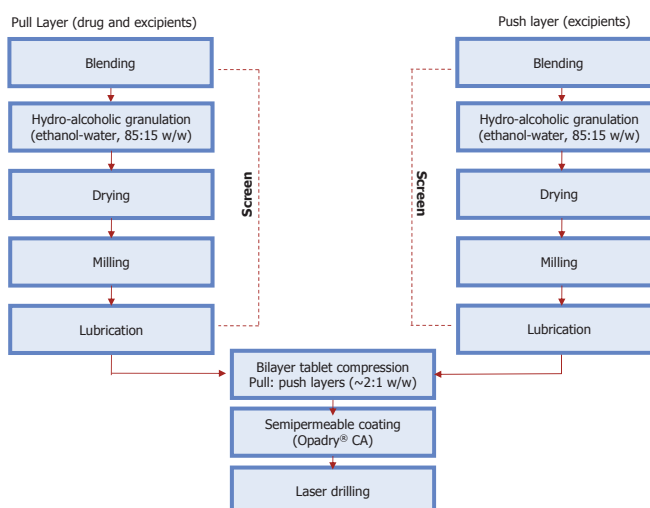 Pull Layer (drug and excipients)
Blending
Hydro-alcoholic granulation
(ethanol-water, 85:15 w/w)
Drying
Milling
Lubrication
Screen
Push layer (excipients)
Blending
Hydro-alcoholic granulation
(ethanol-water, 85:15 w/w)
Drying
Milling
Lubrication
Screen
Bilayer tablet compression
Pull: push layers (~2:1 w/w)
Semipermeable coating
(Opadry® CA)
Laser drilling